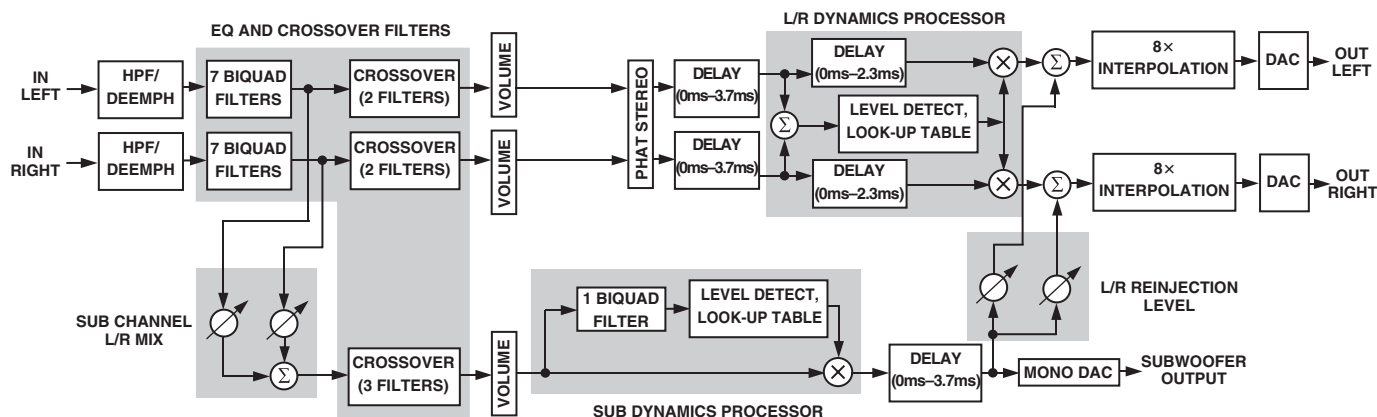 EQ AND CROSSOVER FILTERS
L/R DYNAMICS PROCESSOR
IN
LEFT
HPF/
DEEMPH
7 BIQUAD
FILTERS
CROSSOVER
(2 FILTERS)
VOLUME
PHAT STEREO
DELAY
(0ms–3.7ms)
DELAY
(0ms–2.3ms)
×
Σ
8×
INTERPOLATION
DAC
OUT
LEFT
Σ
LEVEL DETECT,
LOOK-UP TABLE
IN
RIGHT
HPF/
DEEMPH
7 BIQUAD
FILTERS
CROSSOVER
(2 FILTERS)
VOLUME
DELAY
(0ms–3.7ms)
DELAY
(0ms–2.3ms)
×
Σ
8×
INTERPOLATION
DAC
OUT
RIGHT
SUB CHANNEL
L/R MIX
Σ
CROSSOVER
(3 FILTERS)
VOLUME
1 BIQUAD
FILTER
LEVEL DETECT,
LOOK-UP TABLE
×
SUB DYNAMICS PROCESSOR
DELAY
(0ms–3.7ms)
L/R REINJECTION
LEVEL
MONO DAC
SUBWOOFER
OUTPUT